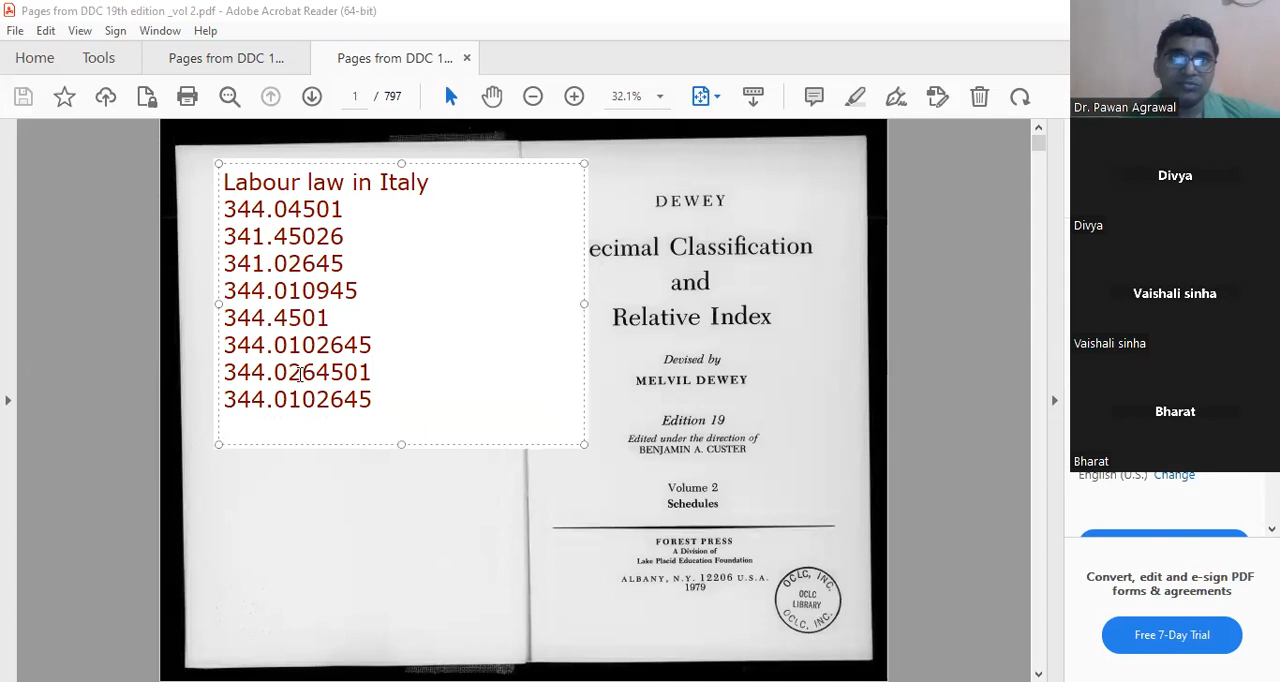 Pages from DDC 19th edition _vol 2.pdf - Adobe Acrobat Reader (64-bit)
File Edit View Sign Window Help
Home Tools Pages from DDC 1... Pages from DDC 1... ×
1 / 797 32.1%
Labour law in Italy
344.04501
341.45026
341.02645
344.010945
344.4501
344.0102645
344.0264501
344.0102645
DEWEY
ecimal Classification
and
Relative Index
Devised by
MELVIL DEWEY
Edition 19
Edited under the direction of
BENJAMIN A. CUSTER
Volume 2
Schedules
FOREST PRESS
A Division of
Lake Placid Education Foundation
ALBANY, N.Y. 12206 U.S.A.
1979
OCLC, INC.
OCLC
LIBRARY
OCLC, INC.
Dr. Pawan Agrawal
Divya
Divya
Vaishali sinha
Vaishali sinha
Bharat
Bharat
English (U.S.) Change
Convert, edit and e-sign PDF
forms & agreements
Free 7-Day Trial